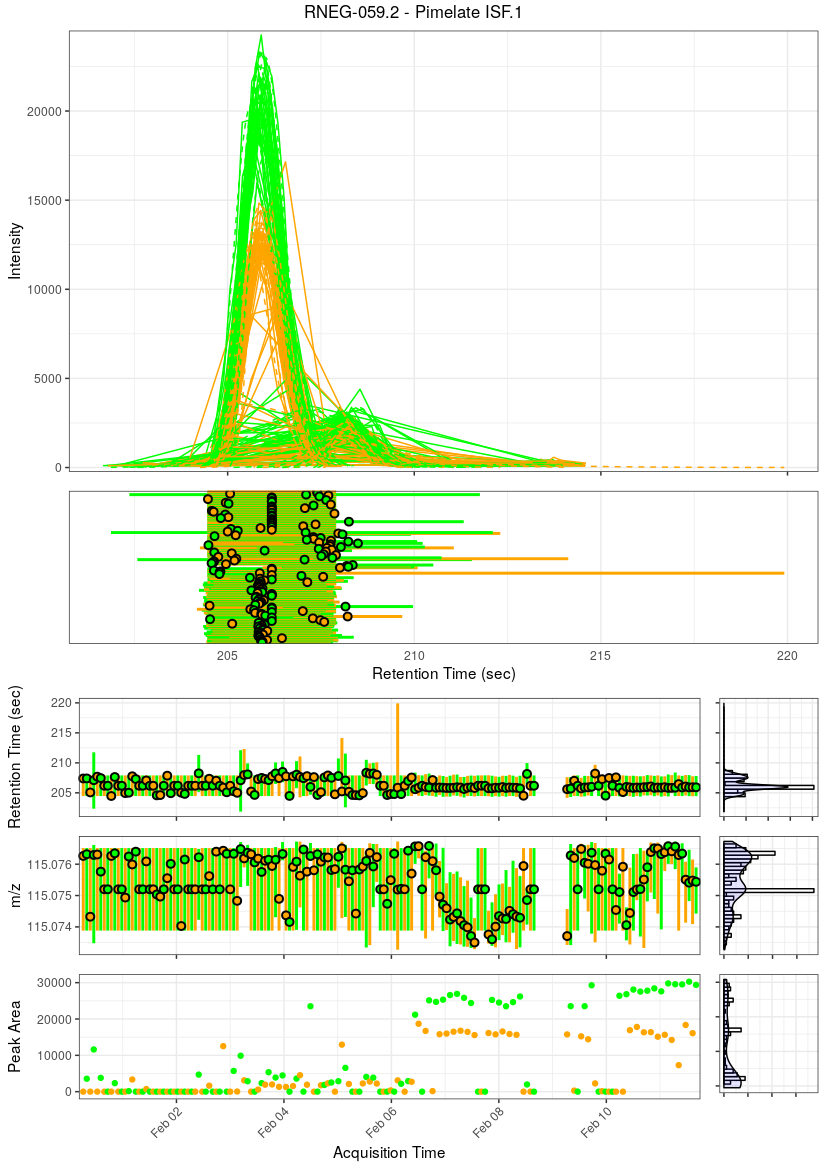 RNEG-059.2 - Pimelate ISF.1
Intensity
20000
15000
10000
5000
0
205
210
215
220
Retention Time (sec)
Retention Time (sec)
220
215
210
205
m/z
115.076
115.075
115.074
Peak Area
30000
20000
10000
0
Feb 02
Feb 04
Feb 06
Feb 08
Feb 10
Acquisition Time